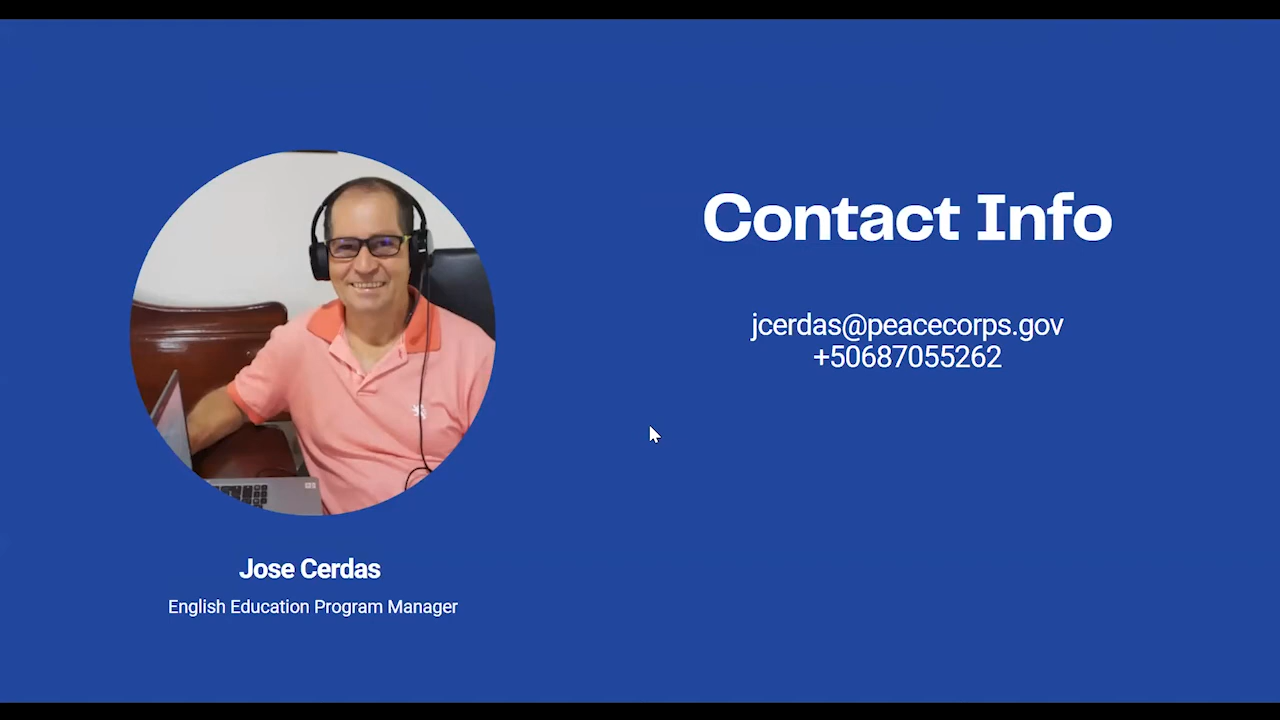 Contact Info
jcerdas@peacecorps.gov
+50687055262
Jose Cerdas
English Education Program Manager